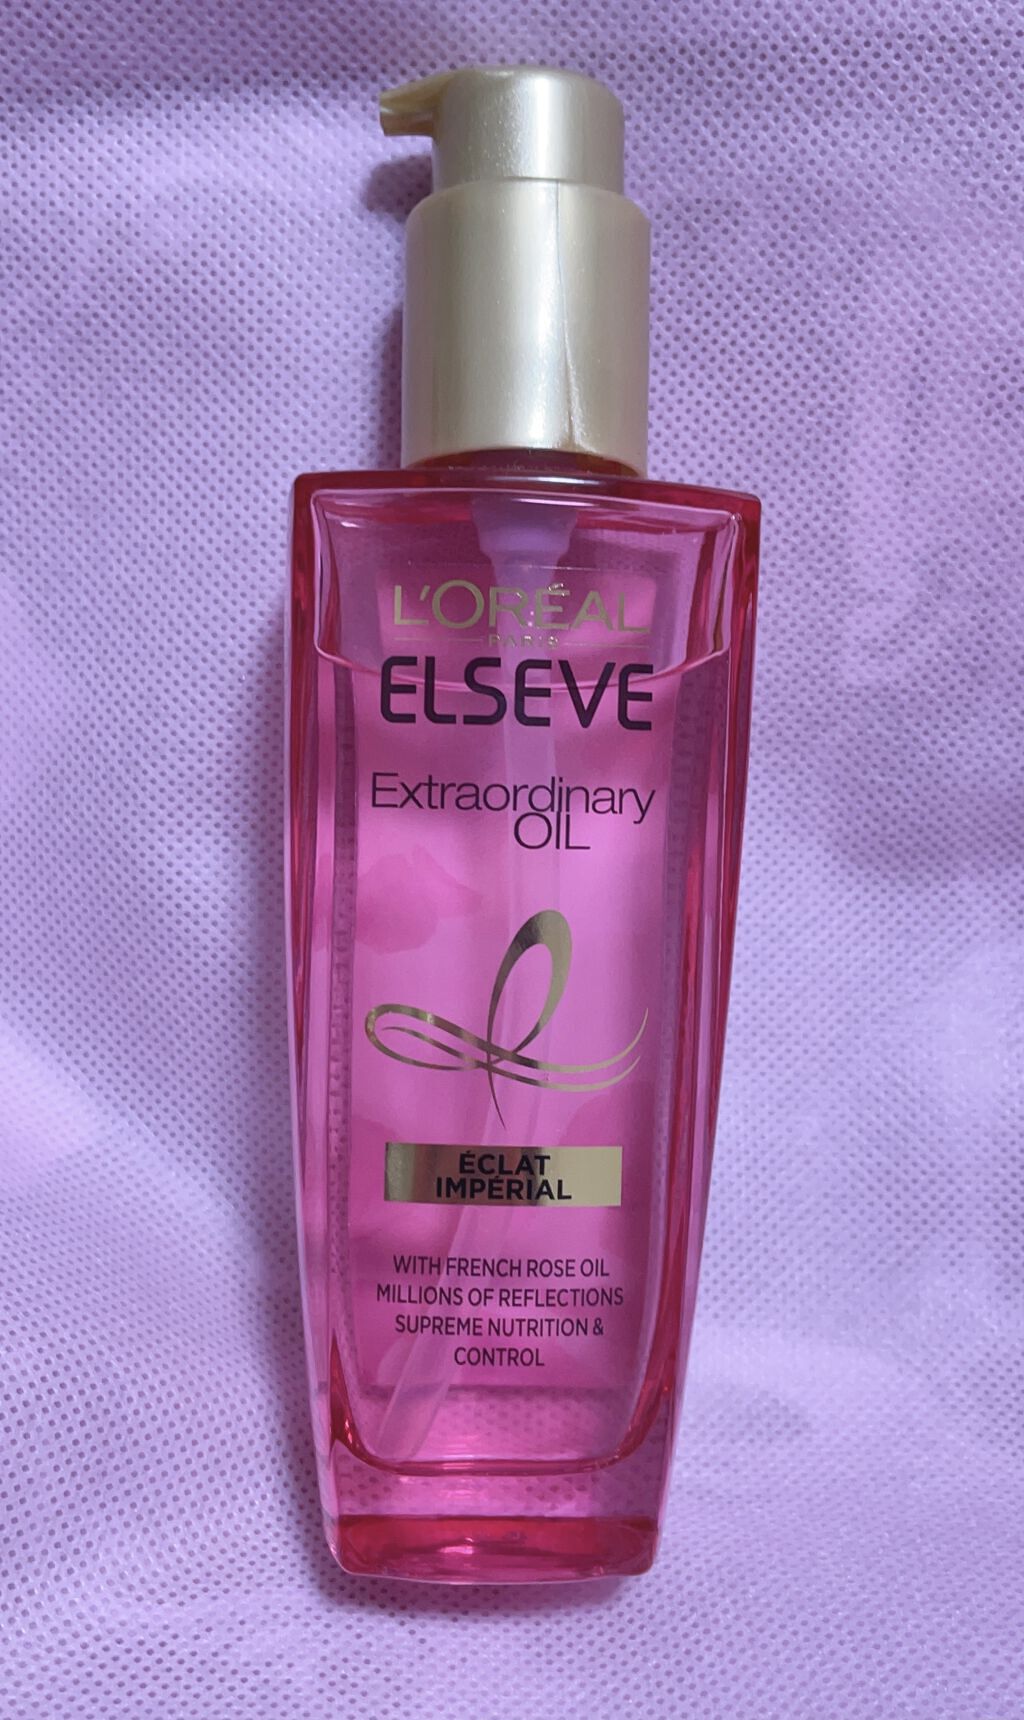 L'ORÉAL
PARIS
ELSEVE
Extraordinary
OIL
ÉCLAT
IMPÉRIAL
WITH FRENCH ROSE OIL
MILLIONS OF REFLECTIONS
SUPREME NUTRITION &
CONTROL